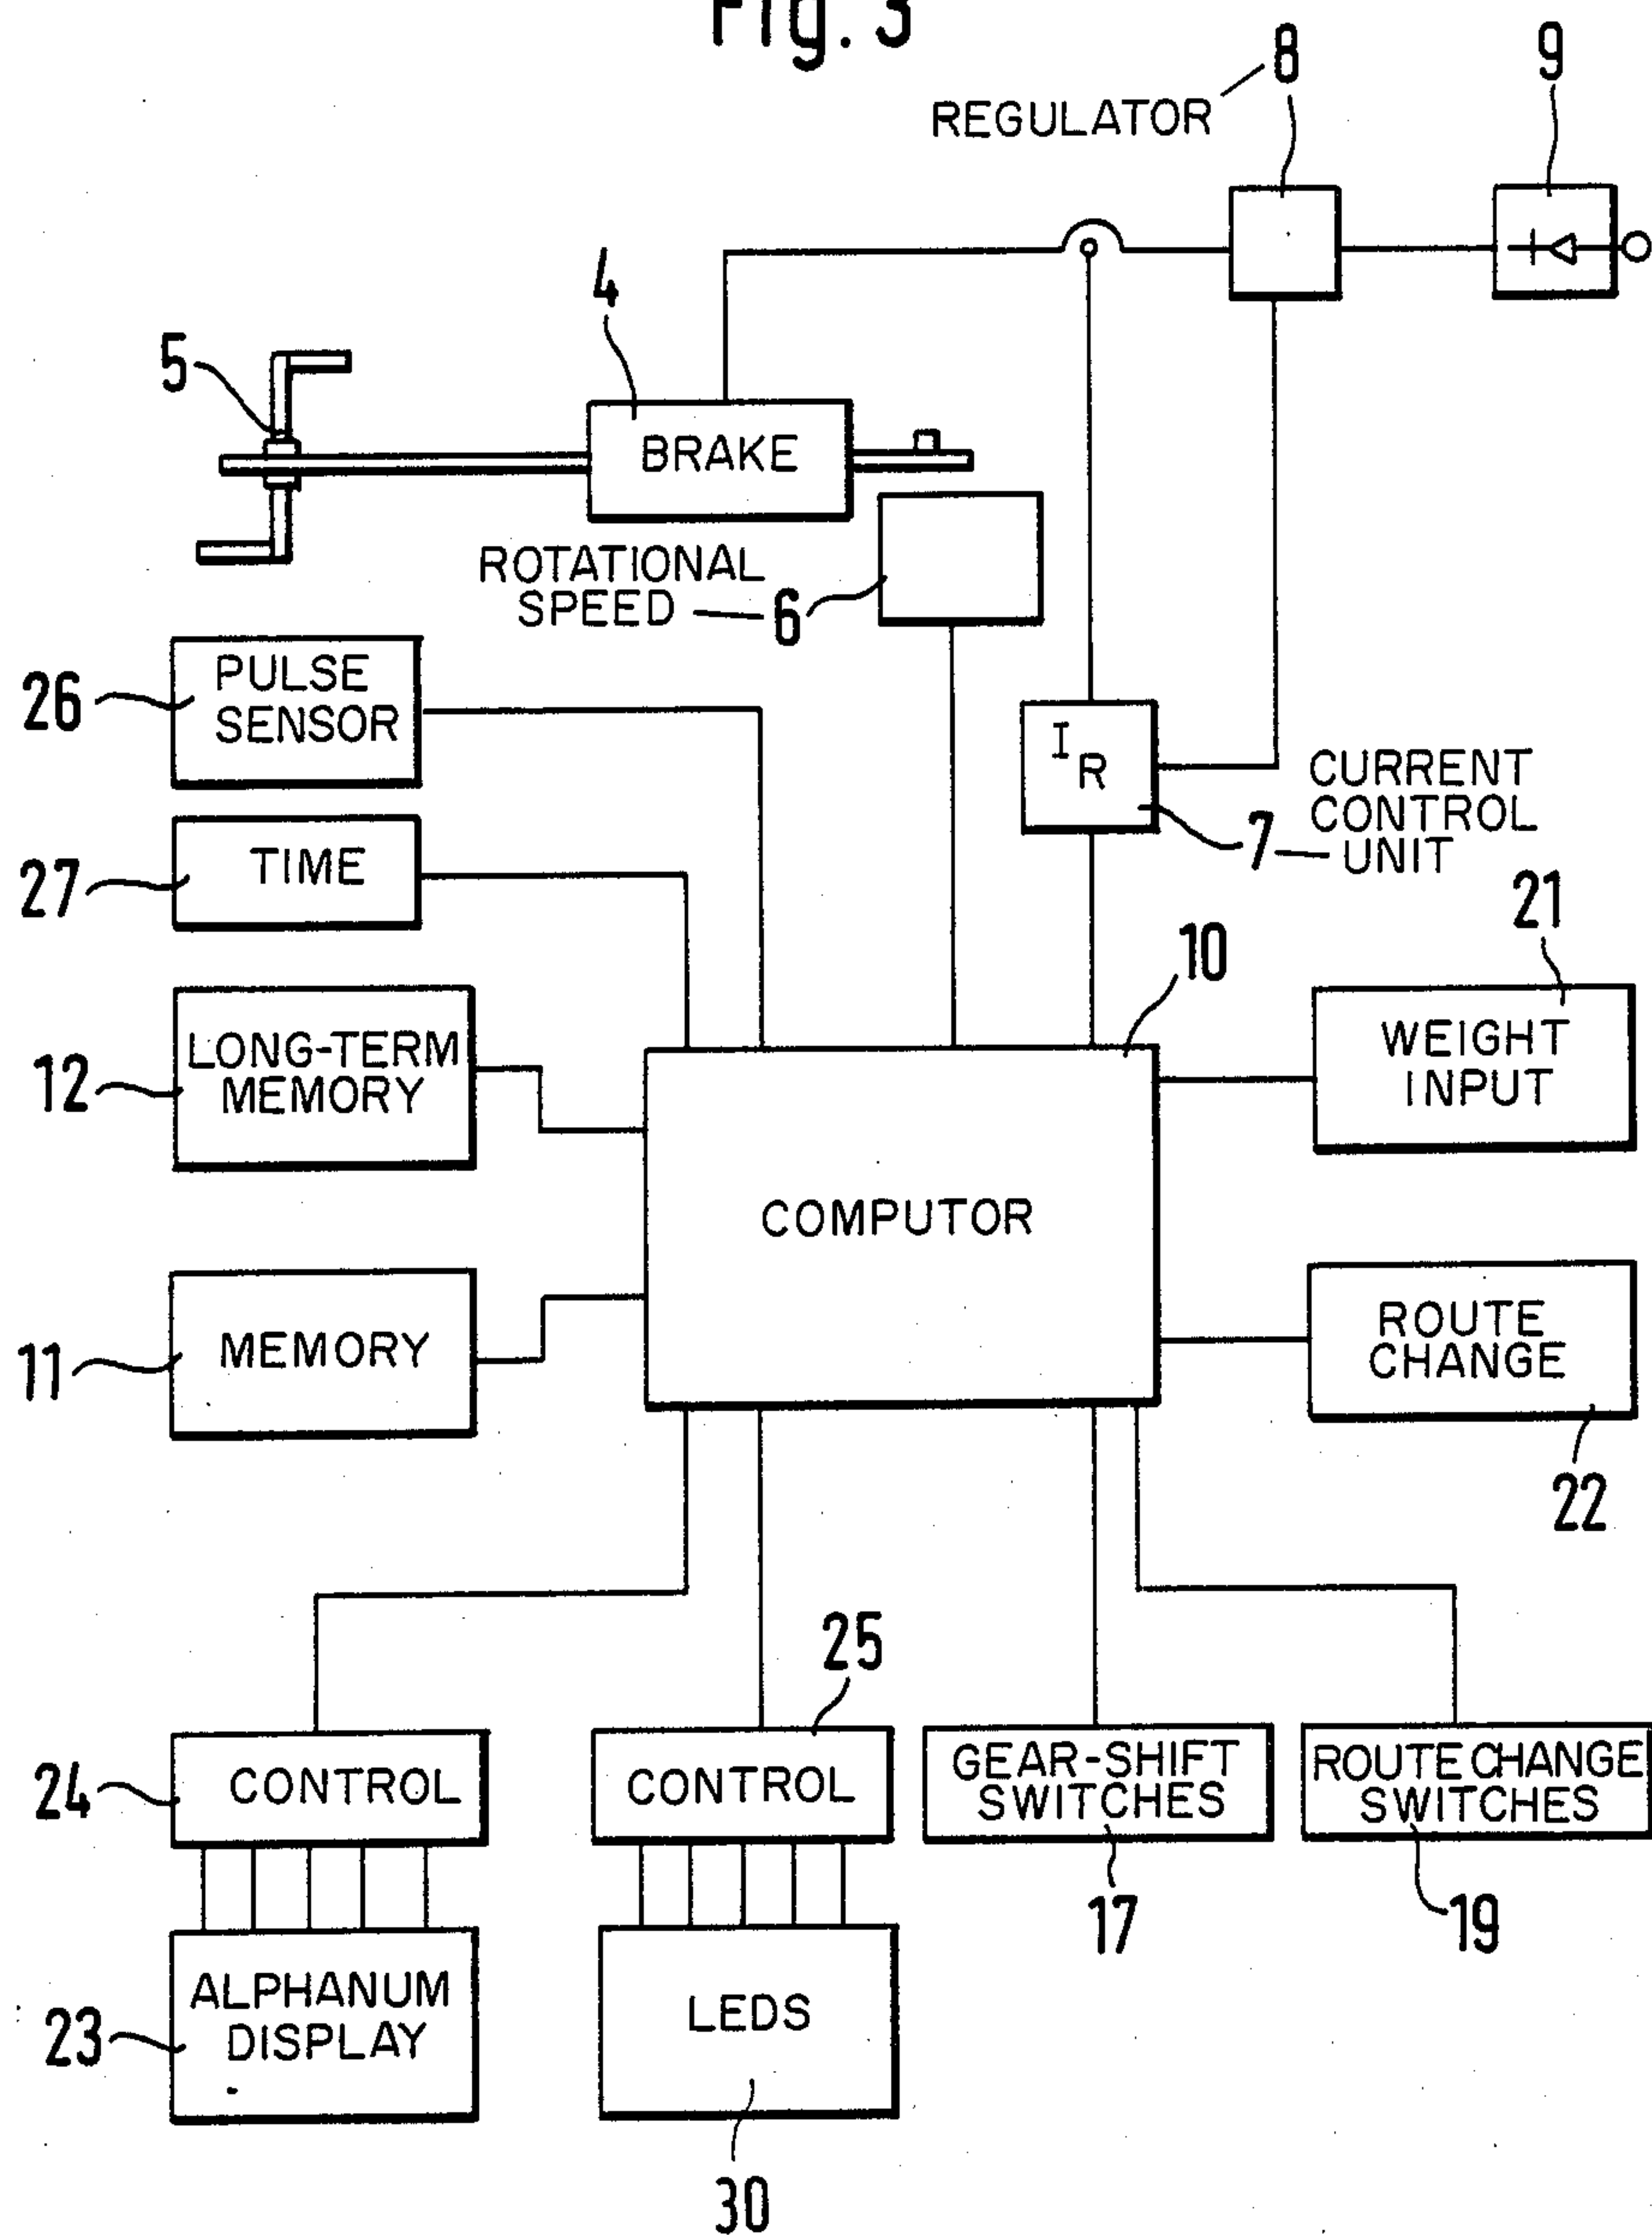 Fig. 3
8
9
REGULATOR
4
5
BRAKE
ROTATIONAL
SPEED
6
26
PULSE
SENSOR
I
R
CURRENT
CONTROL
7
UNIT
27
TIME
21
10
12
LONG-TERM
MEMORY
WEIGHT
INPUT
COMPUTOR
11
MEMORY
ROUTE
CHANGE
22
25
24
CONTROL
CONTROL
GEAR-SHIFT
SWITCHES
ROUTE CHANGE
SWITCHES
17
19
23
ALPHANUM
DISPLAY
LEDS
30